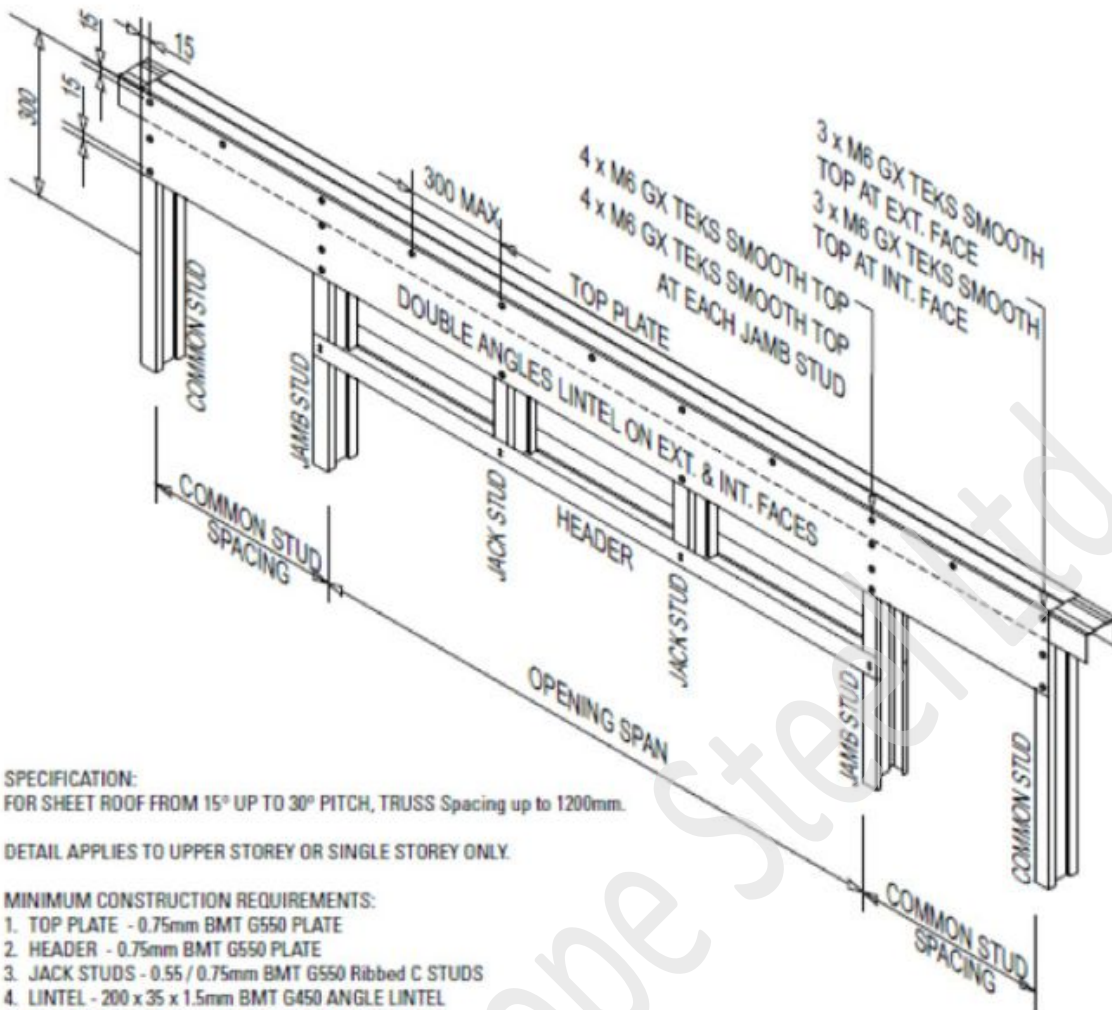 15
15
15
300
300 MAX
4 x M6 GX TEKS SMOOTH TOP
4 x M6 GX TEKS SMOOTH TOP
AT EACH JAMB STUD
3 x M6 GX TEKS SMOOTH
TOP AT EXT. FACE
3 x M6 GX TEKS SMOOTH
TOP AT INT. FACE
TOP PLATE
DOUBLE ANGLES LINTEL ON EXT. & INT. FACES
COMMON STUD
JAMB STUD
JACK STUD
HEADER
JACK STUD
JAMB STUD
COMMON STUD
COMMON STUD
SPACING
OPENING SPAN
COMMON STUD
SPACING
SPECIFICATION:
FOR SHEET ROOF FROM 15° UP TO 30° PITCH, TRUSS Spacing up to 1200mm.
DETAIL APPLIES TO UPPER STOREY OR SINGLE STOREY ONLY.
MINIMUM CONSTRUCTION REQUIREMENTS:
1. TOP PLATE - 0.75mm BMT G550 PLATE
2. HEADER - 0.75mm BMT G550 PLATE
3. JACK STUDS - 0.55 / 0.75mm BMT G550 Ribbed C STUDS
4. LINTEL - 200 x 35 x 1.5mm BMT G450 ANGLE LINTEL
ope Steel Ltd